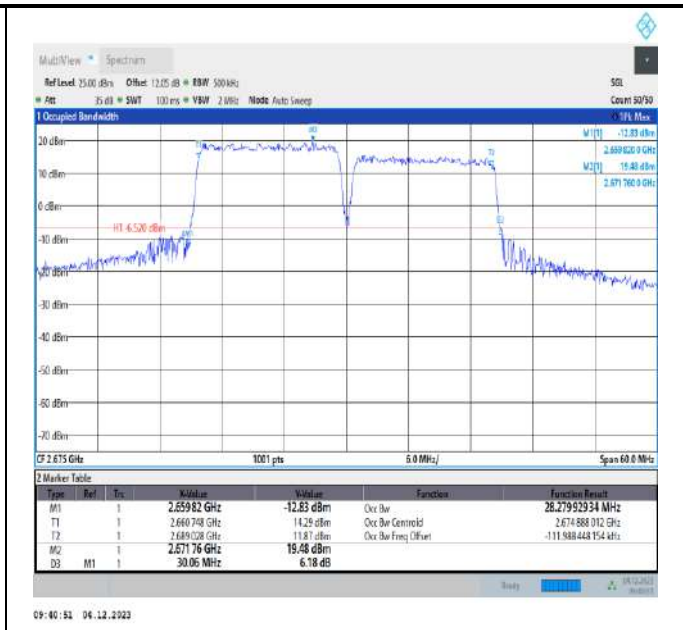 MultiView Spectrum
Ref Level 25.00 dBm Offset 12.05 dB RBW 500 kHz SGL
Att 35 dB SWT 100 ms VBW 2 MHz Mode Auto Sweep Count 50/50
1 Occupied Bandwidth 1Pk Max
M1[1] -12.83 dBm
20 dBm
2.659 820 0 GHz
M2[1] 19.48 dBm
10 dBm
2.671 760 0 GHz
0 dBm
H1 -6.520 dBm
-10 dBm
-20 dBm
-30 dBm
-40 dBm
-50 dBm
-60 dBm
-70 dBm
CF 2.675 GHz 1001 pts 6.0 MHz/ Span 60.0 MHz
2 Marker Table
Type Ref Trc X-Value Y-Value Function Function Result
M1 1 2.65982 GHz -12.83 dBm Occ Bw 28.27992934 MHz
T1 1 2.660 748 GHz 14.29 dBm Occ Bw Centroid 2.674 888 012 GHz
T2 1 2.689 028 GHz 11.87 dBm Occ Bw Freq Offset -111.988 448 154 kHz
M2 1 2.671 76 GHz 19.48 dBm
D3 M1 1 30.06 MHz 6.18 dB
Ready 04.12.2023
09:40:51 04.12.2023